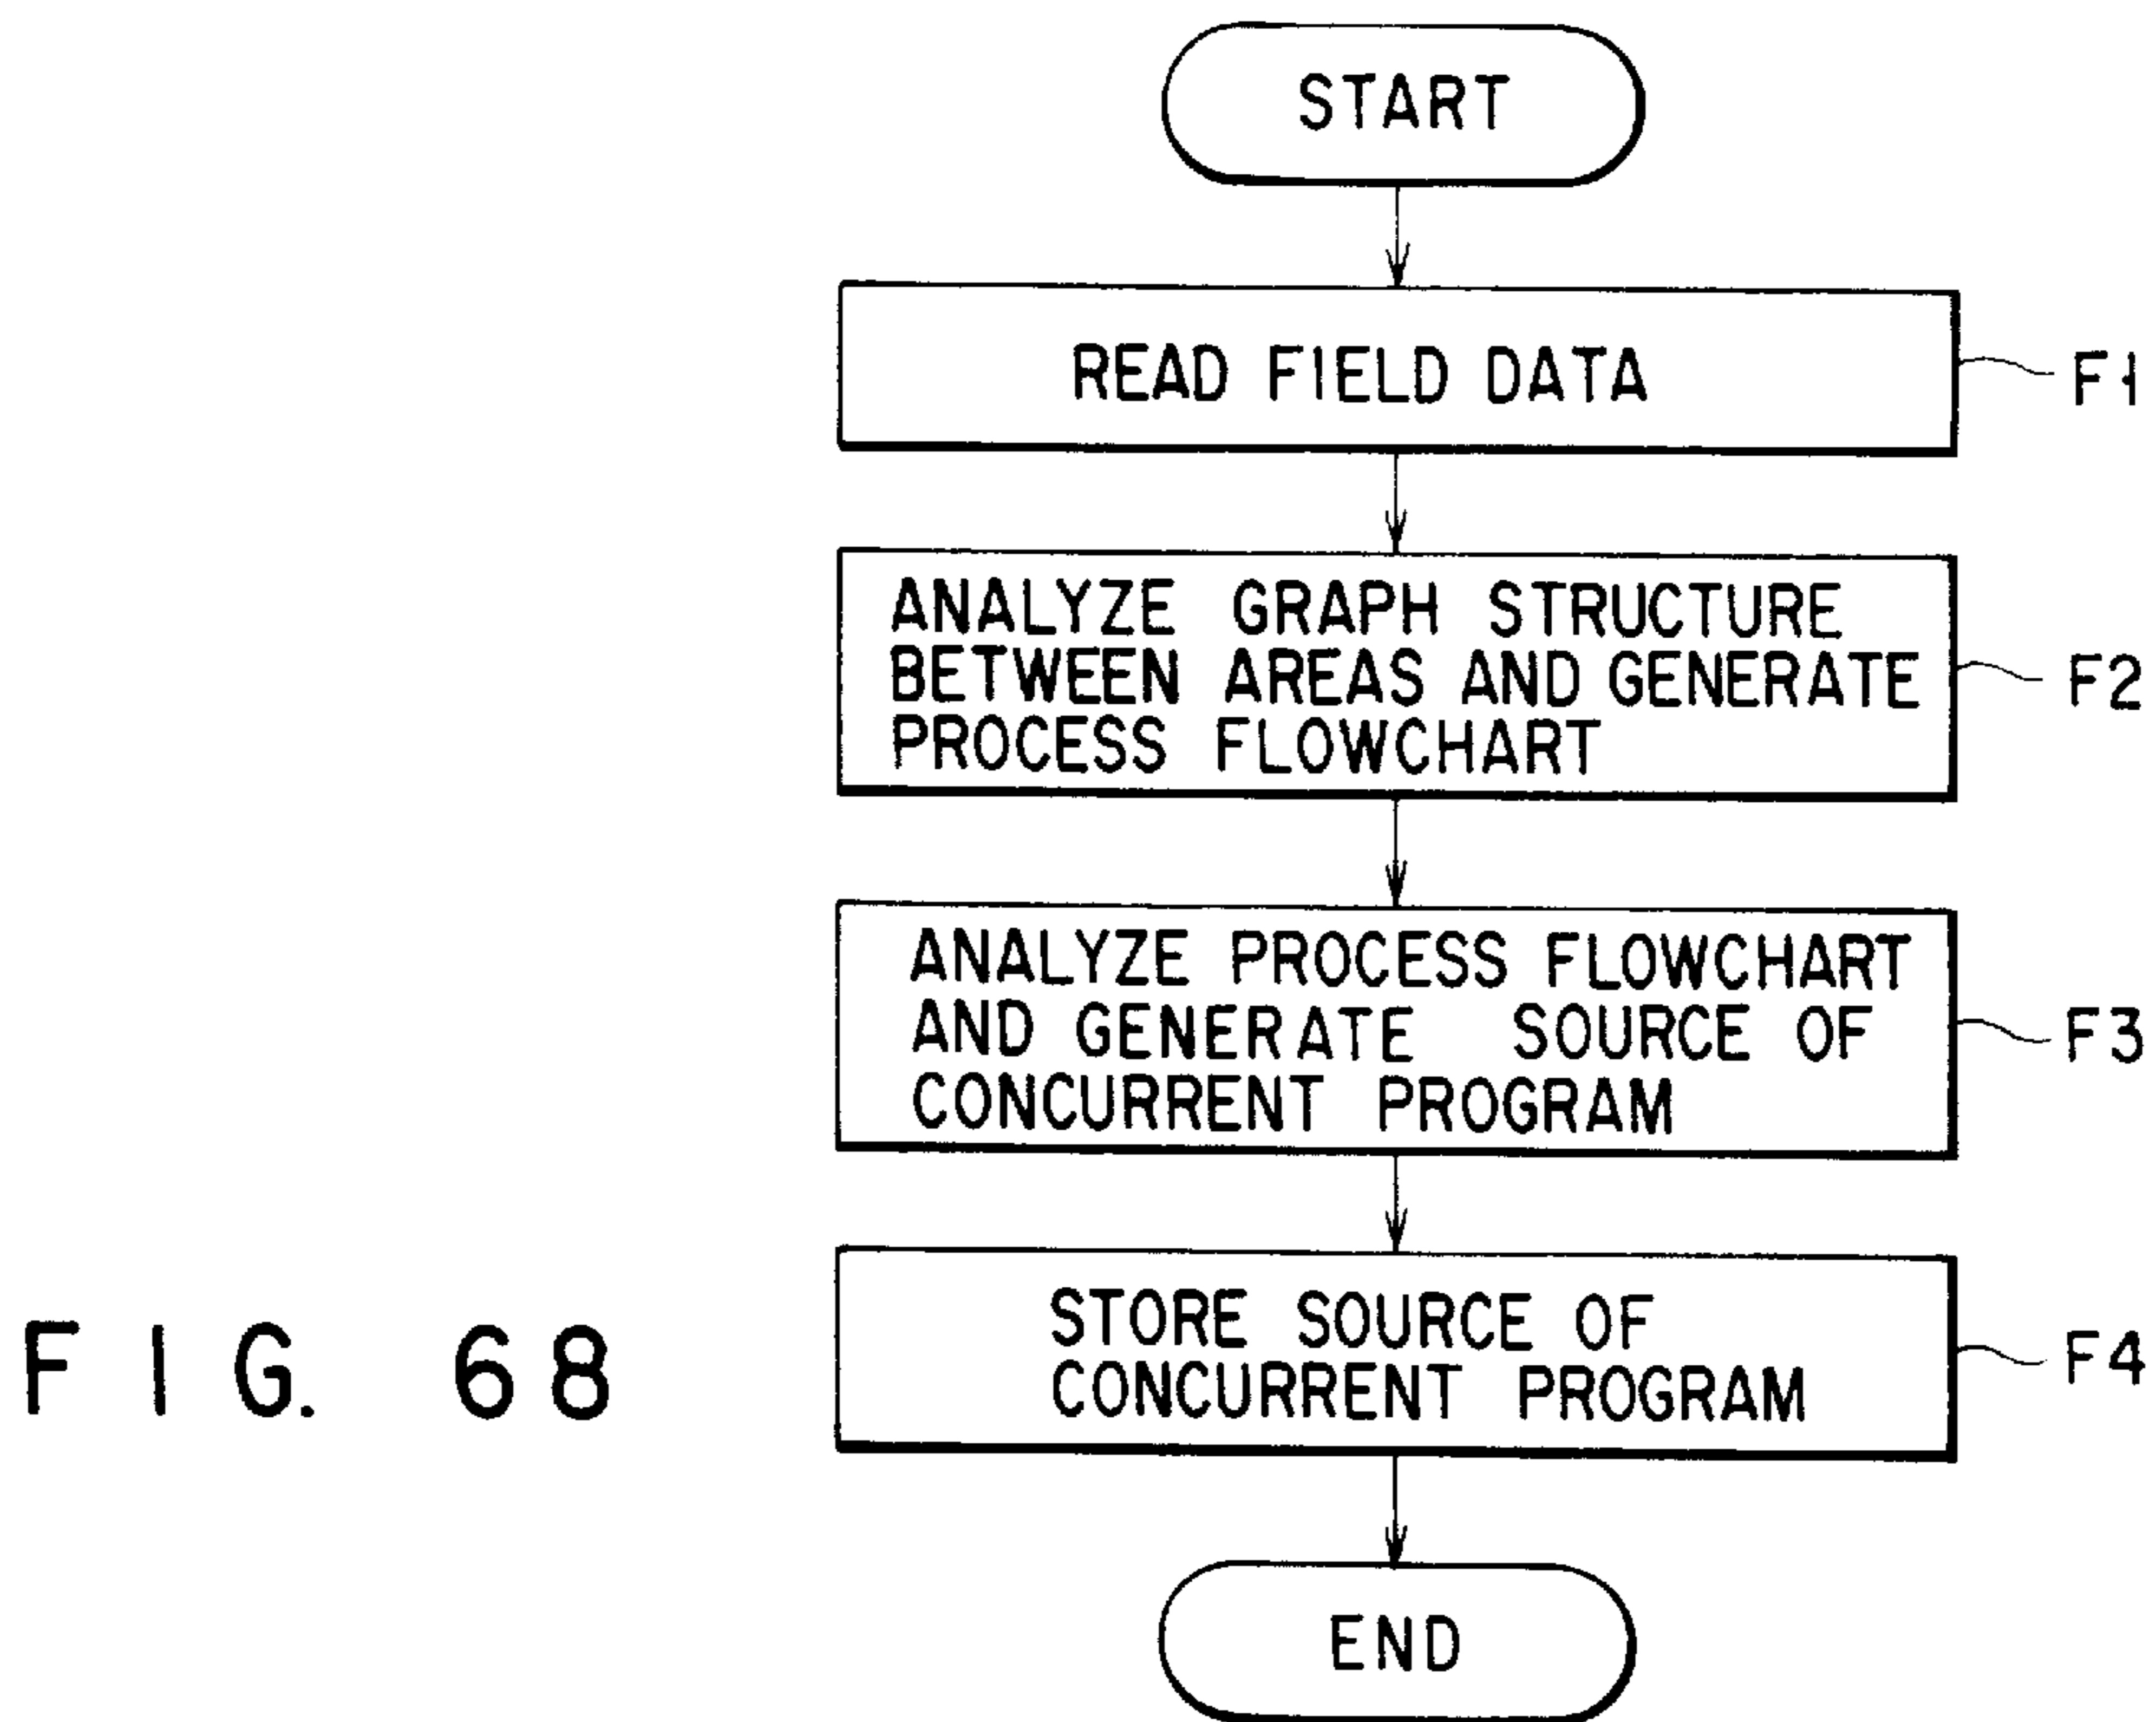 START
READ FIELD DATA
F1
ANALYZE GRAPH STRUCTURE
BETWEEN AREAS AND GENERATE
PROCESS FLOWCHART
F2
ANALYZE PROCESS FLOWCHART
AND GENERATE SOURCE OF
CONCURRENT PROGRAM
F3
STORE SOURCE OF
CONCURRENT PROGRAM
F4
END
FIG. 68